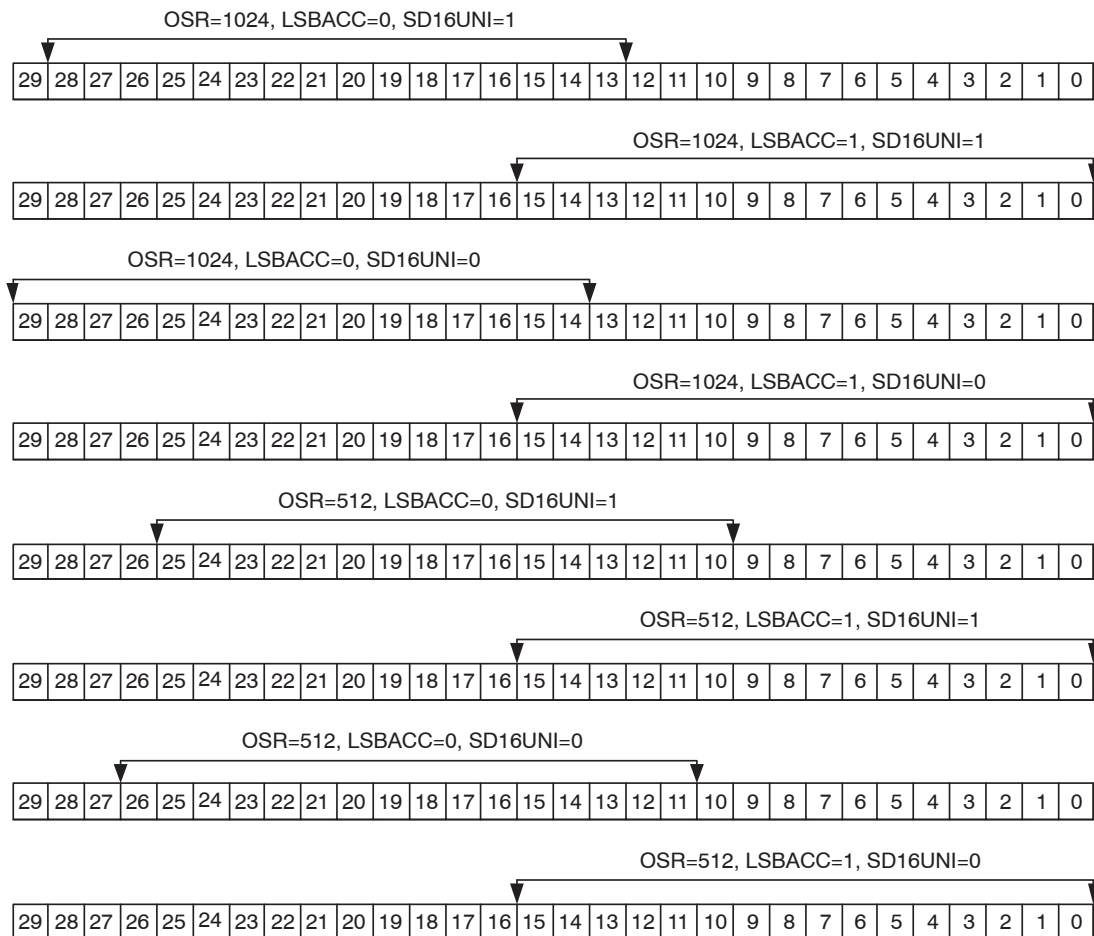 OSR=1024, LSBACC=0, SD16UNI=1
29 28 27 26 25 24 23 22 21 20 19 18 17 16 15 14 13 12 11 10 9 8 7 6 5 4 3 2 1 0
OSR=1024, LSBACC=1, SD16UNI=1
29 28 27 26 25 24 23 22 21 20 19 18 17 16 15 14 13 12 11 10 9 8 7 6 5 4 3 2 1 0
OSR=1024, LSBACC=0, SD16UNI=0
29 28 27 26 25 24 23 22 21 20 19 18 17 16 15 14 13 12 11 10 9 8 7 6 5 4 3 2 1 0
OSR=1024, LSBACC=1, SD16UNI=0
29 28 27 26 25 24 23 22 21 20 19 18 17 16 15 14 13 12 11 10 9 8 7 6 5 4 3 2 1 0
OSR=512, LSBACC=0, SD16UNI=1
29 28 27 26 25 24 23 22 21 20 19 18 17 16 15 14 13 12 11 10 9 8 7 6 5 4 3 2 1 0
OSR=512, LSBACC=1, SD16UNI=1
29 28 27 26 25 24 23 22 21 20 19 18 17 16 15 14 13 12 11 10 9 8 7 6 5 4 3 2 1 0
OSR=512, LSBACC=0, SD16UNI=0
29 28 27 26 25 24 23 22 21 20 19 18 17 16 15 14 13 12 11 10 9 8 7 6 5 4 3 2 1 0
OSR=512, LSBACC=1, SD16UNI=0
29 28 27 26 25 24 23 22 21 20 19 18 17 16 15 14 13 12 11 10 9 8 7 6 5 4 3 2 1 0